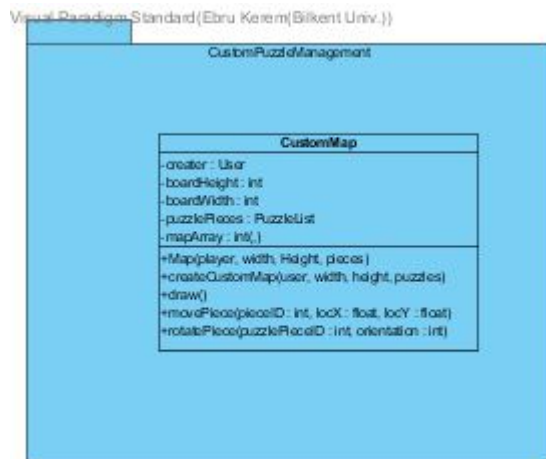 Visual Paradigm Standard(Ebru Kerem(Bilkent Univ.))
CustomPuzzleManagement
CustomMap
-creater : User
-boardHeight : int
-boardWidth : int
-puzzlePieces : PuzzleList
-mapArray : int(,)
+Map(player, width, Height, pieces)
+createCustomMap(user, width, height, puzzles)
+draw()
+movePiece(pieceID : int, locX : float, locY : float)
+rotatePiece(puzzlePieceID : int, orientation : int)